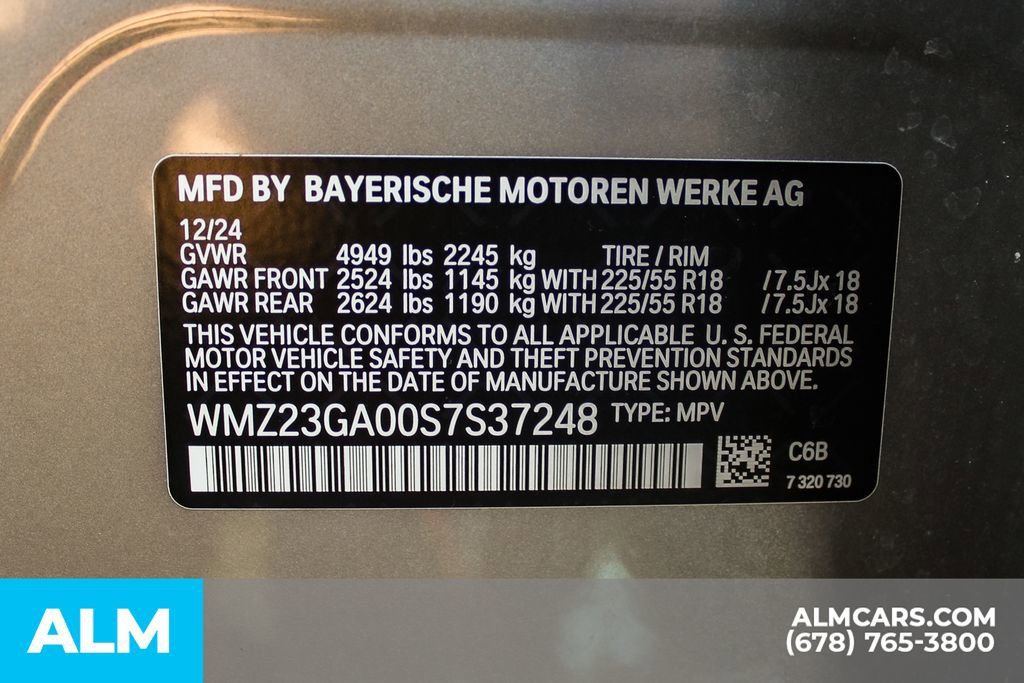 MFD BY BAYERISCHE MOTOREN WERKE AG
12/24
GVWR 4949 lbs 2245 kg TIRE / RIM
GAWR FRONT 2524 lbs 1145 kg WITH 225/55 R18 /7.5Jx 18
GAWR REAR 2624 lbs 1190 kg WITH 225/55 R18 /7.5Jx 18
THIS VEHICLE CONFORMS TO ALL APPLICABLE U. S. FEDERAL
MOTOR VEHICLE SAFETY AND THEFT PREVENTION STANDARDS
IN EFFECT ON THE DATE OF MANUFACTURE SHOWN ABOVE.
WMZ23GA00S7S37248 TYPE: MPV
C6B
7 320 730
ALM
ALMCARS.COM
(678) 765-3800